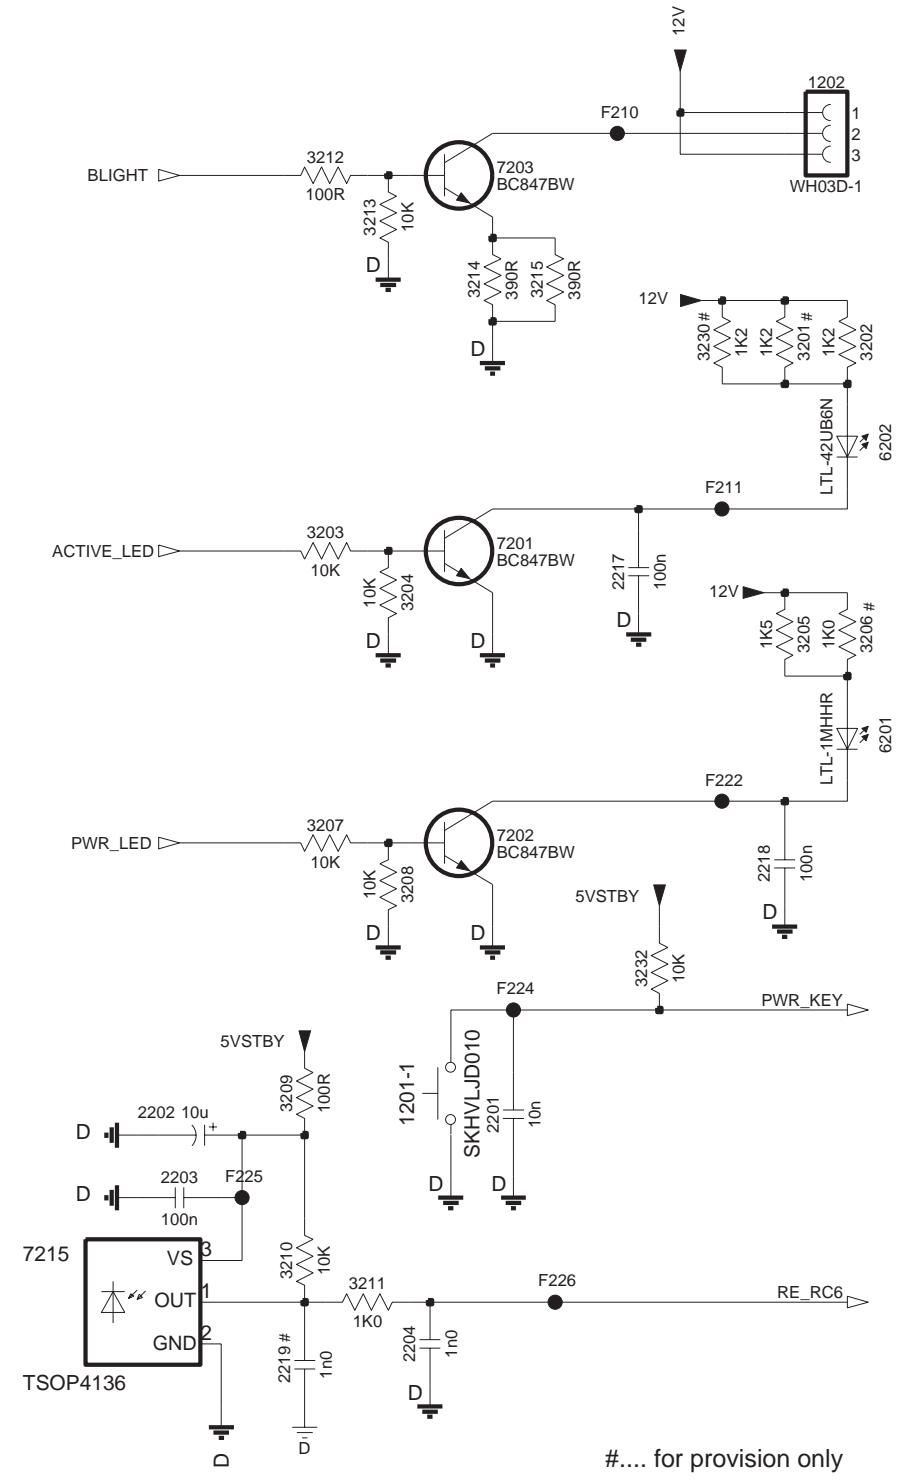 12V
1202
F210
1
2
3
WH03D-1
BLIGHT
3212
100R
7203
BC847BW
3213
10K
D
3214
390R
3215
390R
D
12V
3230 #
1K2
1K2
3201 #
1K2
3202
LTL-42UB6N
6202
F211
ACTIVE_LED
3203
10K
7201
BC847BW
10K
3204
D
D
2217
100n
D
12V
1K5
3205
1K0
3206 #
LTL-1MHHR
6201
F222
PWR_LED
3207
10K
7202
BC847BW
10K
3208
D
D
2218
100n
D
5VSTBY
3232
10K
F224
PWR_KEY
1201-1
SKHVLJD010
2201
10n
D
D
5VSTBY
3209
100R
D
2202 10u
+
D
2203
100n
F225
7215
VS
3
OUT
1
GND
2
TSOP4136
D
3210
10K
3211
1K0
F226
RE_RC6
2219 #
1n0
D
2204
1n0
D
#.... for provision only